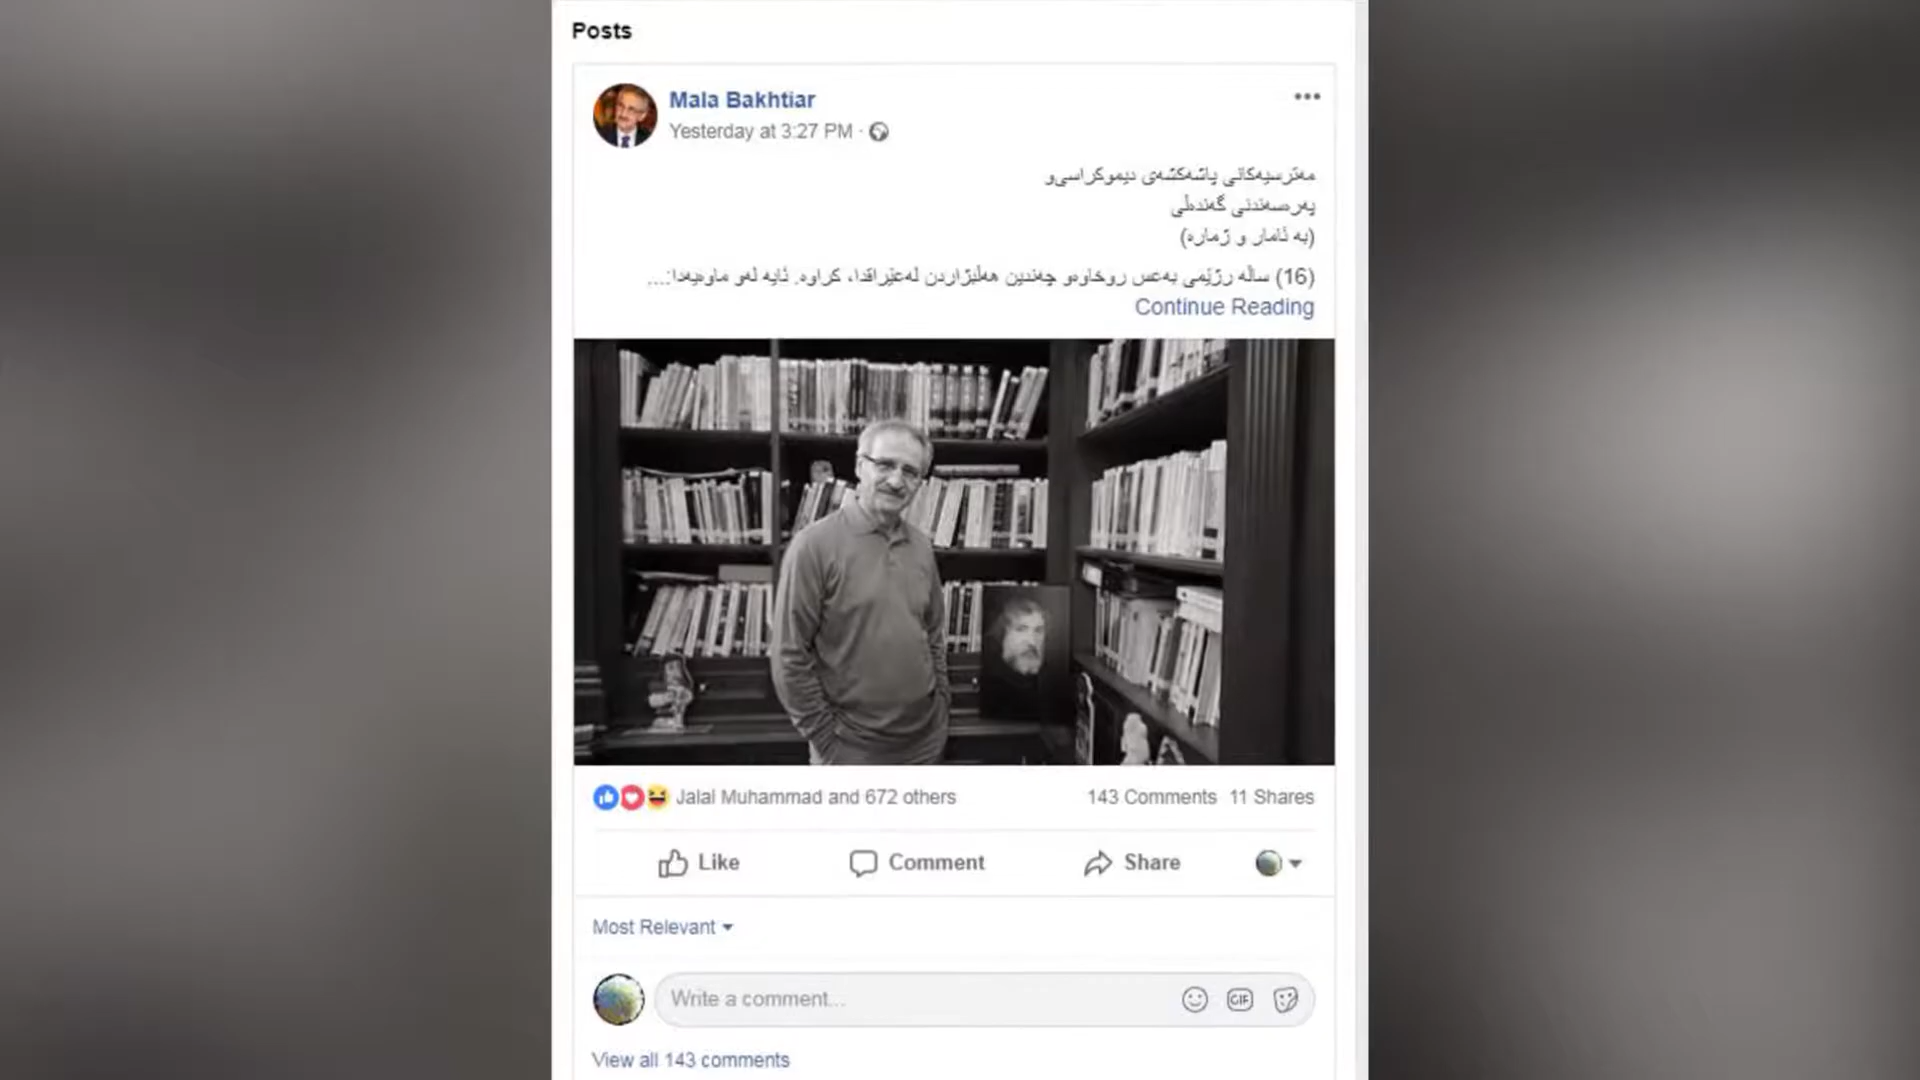 Posts
Mala Bakhtiar
Yesterday at 3:27 PM ·
مەترسیەکانی پاشەکشەی دیموکراسی‌و
پەرەسەندنی گەندەڵی
(بە ئامار و ژمارە)
(16) ساڵە رژێمی بەعس روخاوەو چەندین هەڵبژاردن لەعێراقدا، کراوە. ئایە لەو ماوەیەدا:....
Continue Reading
Jalal Muhammad and 672 others
143 Comments 11 Shares
Like Comment Share
Most Relevant
Write a comment...
GIF
View all 143 comments